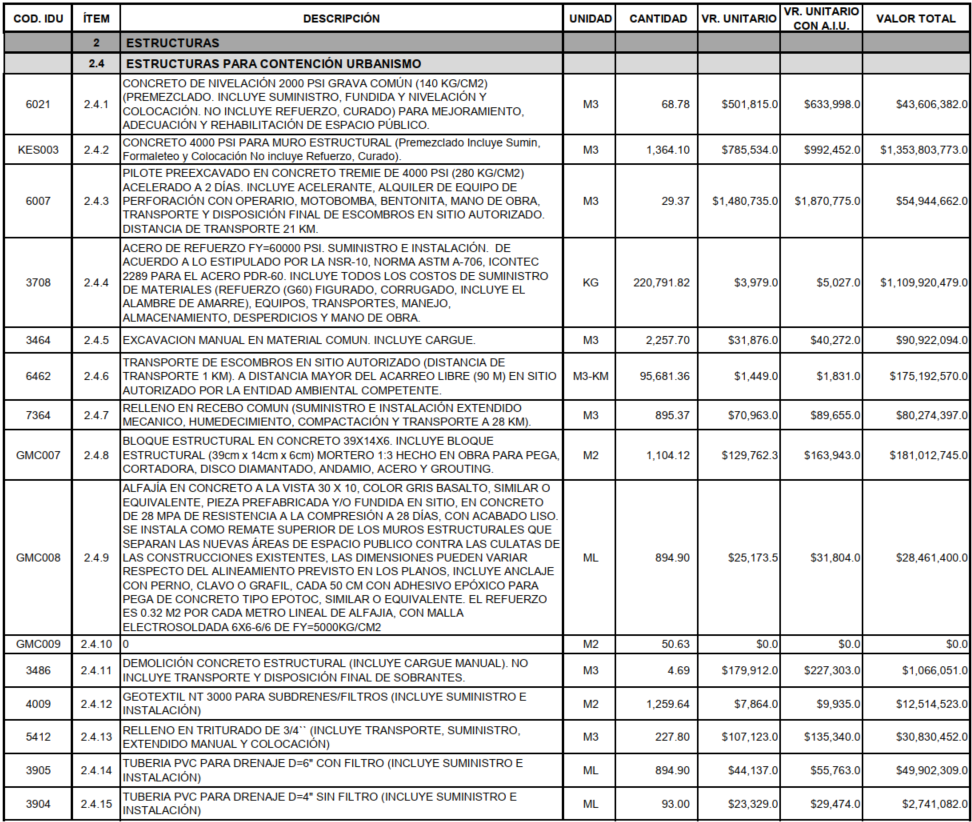 COD. IDU ÍTEM DESCRIPCIÓN UNIDAD CANTIDAD VR. UNITARIO VR. UNITARIO CON A.I.U. VALOR TOTAL
2 ESTRUCTURAS
2.4 ESTRUCTURAS PARA CONTENCIÓN URBANISMO
6021 2.4.1 CONCRETO DE NIVELACIÓN 2000 PSI GRAVA COMÚN (140 KG/CM2)
(PREMEZCLADO. INCLUYE SUMINISTRO, FUNDIDA Y NIVELACIÓN Y
COLOCACIÓN. NO INCLUYE REFUERZO, CURADO) PARA MEJORAMIENTO,
ADECUACIÓN Y REHABILITACIÓN DE ESPACIO PÚBLICO. M3 68.78 $501,815.0 $633,998.0 $43,606,382.0
KES003 2.4.2 CONCRETO 4000 PSI PARA MURO ESTRUCTURAL (Premezclado Incluye Sumin,
Formaleteo y Colocación No incluye Refuerzo, Curado). M3 1,364.10 $785,534.0 $992,452.0 $1,353,803,773.0
6007 2.4.3 PILOTE PREEXCAVADO EN CONCRETO TREMIE DE 4000 PSI (280 KG/CM2)
ACELERADO A 2 DÍAS. INCLUYE ACELERANTE, ALQUILER DE EQUIPO DE
PERFORACIÓN CON OPERARIO, MOTOBOMBA, BENTONITA, MANO DE OBRA,
TRANSPORTE Y DISPOSICIÓN FINAL DE ESCOMBROS EN SITIO AUTORIZADO.
DISTANCIA DE TRANSPORTE 21 KM. M3 29.37 $1,480,735.0 $1,870,775.0 $54,944,662.0
3708 2.4.4 ACERO DE REFUERZO FY=60000 PSI. SUMINISTRO E INSTALACIÓN. DE
ACUERDO A LO ESTIPULADO POR LA NSR-10, NORMA ASTM A-706, ICONTEC
2289 PARA EL ACERO PDR-60. INCLUYE TODOS LOS COSTOS DE SUMINISTRO
DE MATERIALES (REFUERZO (G60) FIGURADO, CORRUGADO, INCLUYE EL
ALAMBRE DE AMARRE), EQUIPOS, TRANSPORTES, MANEJO,
ALMACENAMIENTO, DESPERDICIOS Y MANO DE OBRA. KG 220,791.82 $3,979.0 $5,027.0 $1,109,920,479.0
3464 2.4.5 EXCAVACION MANUAL EN MATERIAL COMUN. INCLUYE CARGUE. M3 2,257.70 $31,876.0 $40,272.0 $90,922,094.0
6462 2.4.6 TRANSPORTE DE ESCOMBROS EN SITIO AUTORIZADO (DISTANCIA DE
TRANSPORTE 1 KM). A DISTANCIA MAYOR DEL ACARREO LIBRE (90 M) EN SITIO
AUTORIZADO POR LA ENTIDAD AMBIENTAL COMPETENTE. M3-KM 95,681.36 $1,449.0 $1,831.0 $175,192,570.0
7364 2.4.7 RELLENO EN RECEBO COMUN (SUMINISTRO E INSTALACIÓN EXTENDIDO
MECANICO, HUMEDECIMIENTO, COMPACTACIÓN Y TRANSPORTE A 28 KM). M3 895.37 $70,963.0 $89,655.0 $80,274,397.0
GMC007 2.4.8 BLOQUE ESTRUCTURAL EN CONCRETO 39X14X6. INCLUYE BLOQUE
ESTRUCTURAL (39cm x 14cm x 6cm) MORTERO 1:3 HECHO EN OBRA PARA PEGA,
CORTADORA, DISCO DIAMANTADO, ANDAMIO, ACERO Y GROUTING. M2 1,104.12 $129,762.3 $163,943.0 $181,012,745.0
GMC008 2.4.9 ALFAJÍA EN CONCRETO A LA VISTA 30 X 10, COLOR GRIS BASALTO, SIMILAR O
EQUIVALENTE, PIEZA PREFABRICADA Y/O FUNDIDA EN SITIO, EN CONCRETO
DE 28 MPA DE RESISTENCIA A LA COMPRESIÓN A 28 DÍAS, CON ACABADO LISO.
SE INSTALA COMO REMATE SUPERIOR DE LOS MUROS ESTRUCTURALES QUE
SEPARAN LAS NUEVAS ÁREAS DE ESPACIO PUBLICO CONTRA LAS CULATAS DE
LAS CONSTRUCCIONES EXISTENTES, LAS DIMENSIONES PUEDEN VARIAR
RESPECTO DEL ALINEAMIENTO PREVISTO EN LOS PLANOS, INCLUYE ANCLAJE
CON PERNO, CLAVO O GRAFIL, CADA 50 CM CON ADHESIVO EPÓXICO PARA
PEGA DE CONCRETO TIPO EPOTOC, SIMILAR O EQUIVALENTE. EL REFUERZO
ES 0.32 M2 POR CADA METRO LINEAL DE ALFAJIA, CON MALLA
ELECTROSOLDADA 6X6-6/6 DE FY=5000KG/CM2 ML 894.90 $25,173.5 $31,804.0 $28,461,400.0
GMC009 2.4.10 0 M2 50.63 $0.0 $0.0 $0.0
3486 2.4.11 DEMOLICIÓN CONCRETO ESTRUCTURAL (INCLUYE CARGUE MANUAL). NO
INCLUYE TRANSPORTE Y DISPOSICIÓN FINAL DE SOBRANTES. M3 4.69 $179,912.0 $227,303.0 $1,066,051.0
4009 2.4.12 GEOTEXTIL NT 3000 PARA SUBDRENES/FILTROS (INCLUYE SUMINISTRO E
INSTALACIÓN) M2 1,259.64 $7,864.0 $9,935.0 $12,514,523.0
5412 2.4.13 RELLENO EN TRITURADO DE 3/4\`\` (INCLUYE TRANSPORTE, SUMINISTRO,
EXTENDIDO MANUAL Y COLOCACIÓN) M3 227.80 $107,123.0 $135,340.0 $30,830,452.0
3905 2.4.14 TUBERIA PVC PARA DRENAJE D=6" CON FILTRO (INCLUYE SUMINISTRO E
INSTALACIÓN) ML 894.90 $44,137.0 $55,763.0 $49,902,309.0
3904 2.4.15 TUBERIA PVC PARA DRENAJE D=4" SIN FILTRO (INCLUYE SUMINISTRO E
INSTALACIÓN) ML 93.00 $23,329.0 $29,474.0 $2,741,082.0